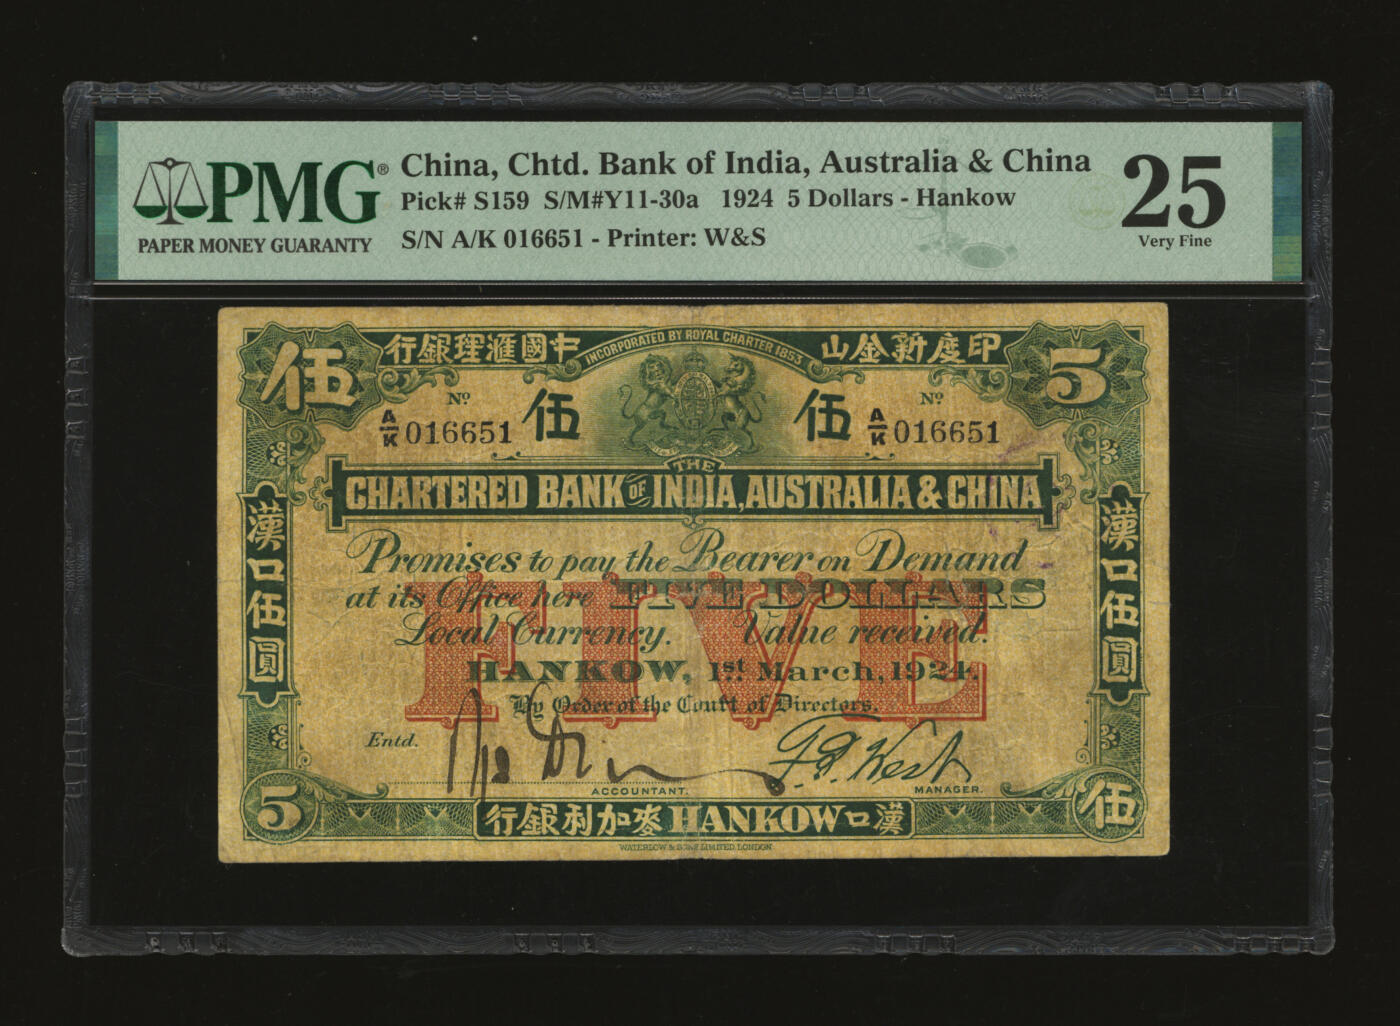 PMG®
PAPER MONEY GUARANTY
China, Chtd. Bank of India, Australia & China
Pick# S159 S/M#Y11-30a 1924 5 Dollars - Hankow
S/N A/K 016651 - Printer: W&S
25
Very Fine
伍
行銀理滙國中
INCORPORATED BY ROYAL CHARTER 1853
山金新度印
5
Nº
伍
伍
Nº
A/K 016651
A/K 016651
THE
CHARTERED BANK OF INDIA, AUSTRALIA & CHINA
漢口伍圓
漢口伍圓
Promises to pay the Bearer on Demand
at its Office here FIVE DOLLARS
Local Currency. Value received.
FIVE
HANKOW, 1st March, 1924.
By Order of the Court of Directors.
Entd.
F. D. West
ACCOUNTANT.
MANAGER.
5
行銀利加麥 HANKOW 口漢
伍
WATERLOW & SONS LIMITED, LONDON